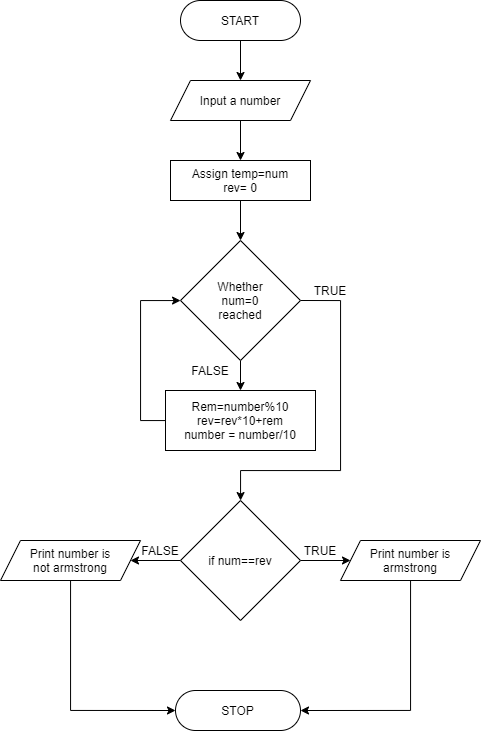 START
Input a number
Assign temp=num
rev= 0
Whether
num=0
reached
TRUE
FALSE
Rem=number%10
rev=rev*10+rem
number = number/10
if num==rev
FALSE
TRUE
Print number is
not armstrong
Print number is
armstrong
STOP